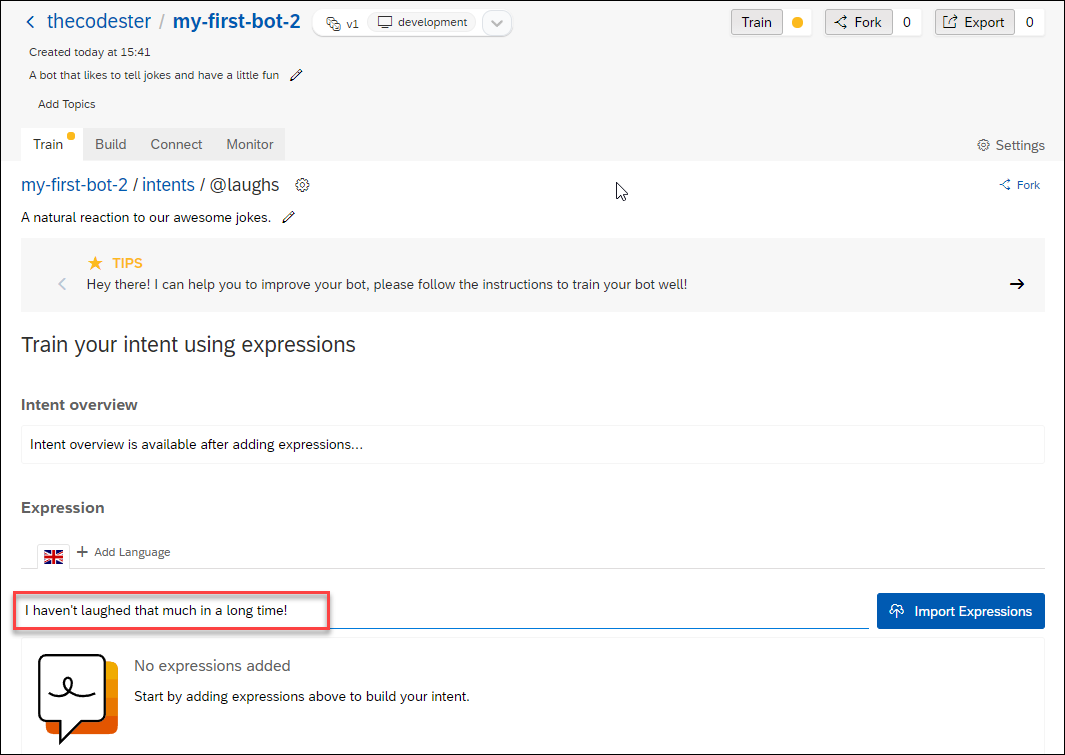 thecodester / my-first-bot-2 v1 development Train Fork 0 Export 0
Created today at 15:41
A bot that likes to tell jokes and have a little fun
Add Topics
Train Build Connect Monitor Settings
my-first-bot-2 / intents / @laughs Fork
A natural reaction to our awesome jokes.
TIPS
Hey there! I can help you to improve your bot, please follow the instructions to train your bot well!
Train your intent using expressions
Intent overview
Intent overview is available after adding expressions...
Expression
+ Add Language
I haven't laughed that much in a long time! Import Expressions
No expressions added
Start by adding expressions above to build your intent.